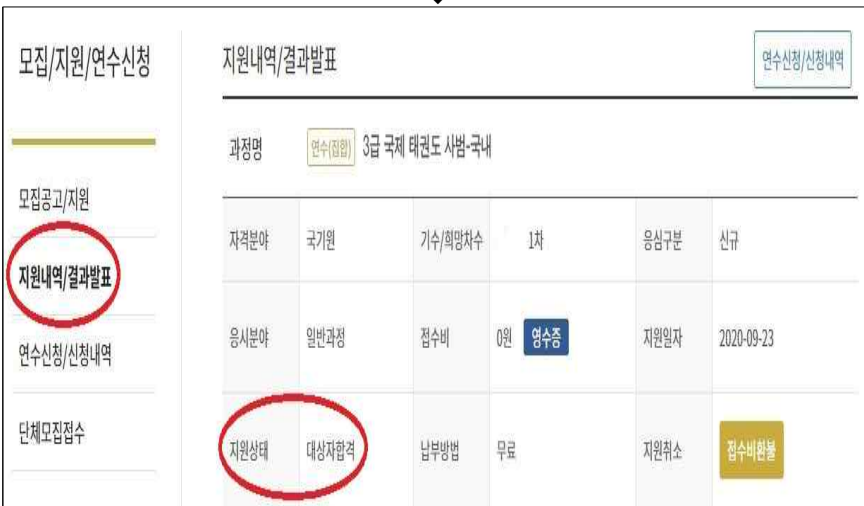 모집/지원/연수신청
모집공고/지원
지원내역/결과발표
연수신청/신청내역
단체모집접수
지원내역/결과발표
연수신청/신청내역
과정명 연수(집합) 3급 국제 태권도 사범-국내
자격분야 국기원 기수/희망차수 1차 응심구분 신규
응시분야 일반과정 접수비 0원 영수증 지원일자 2020-09-23
지원상태 대상자합격 납부방법 무료 지원취소 접수비환불